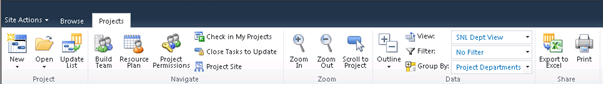 Site Actions Browse Projects
New Open Update List
Build Team Resource Plan Project Permissions
Check in My Projects
Close Tasks to Update
Project Site
Zoom In Zoom Out Scroll to Project
Outline
View: SNL Dept View
Filter: No Filter
Group By: Project Departments
Export to Excel Print
Project Navigate Zoom Data Share